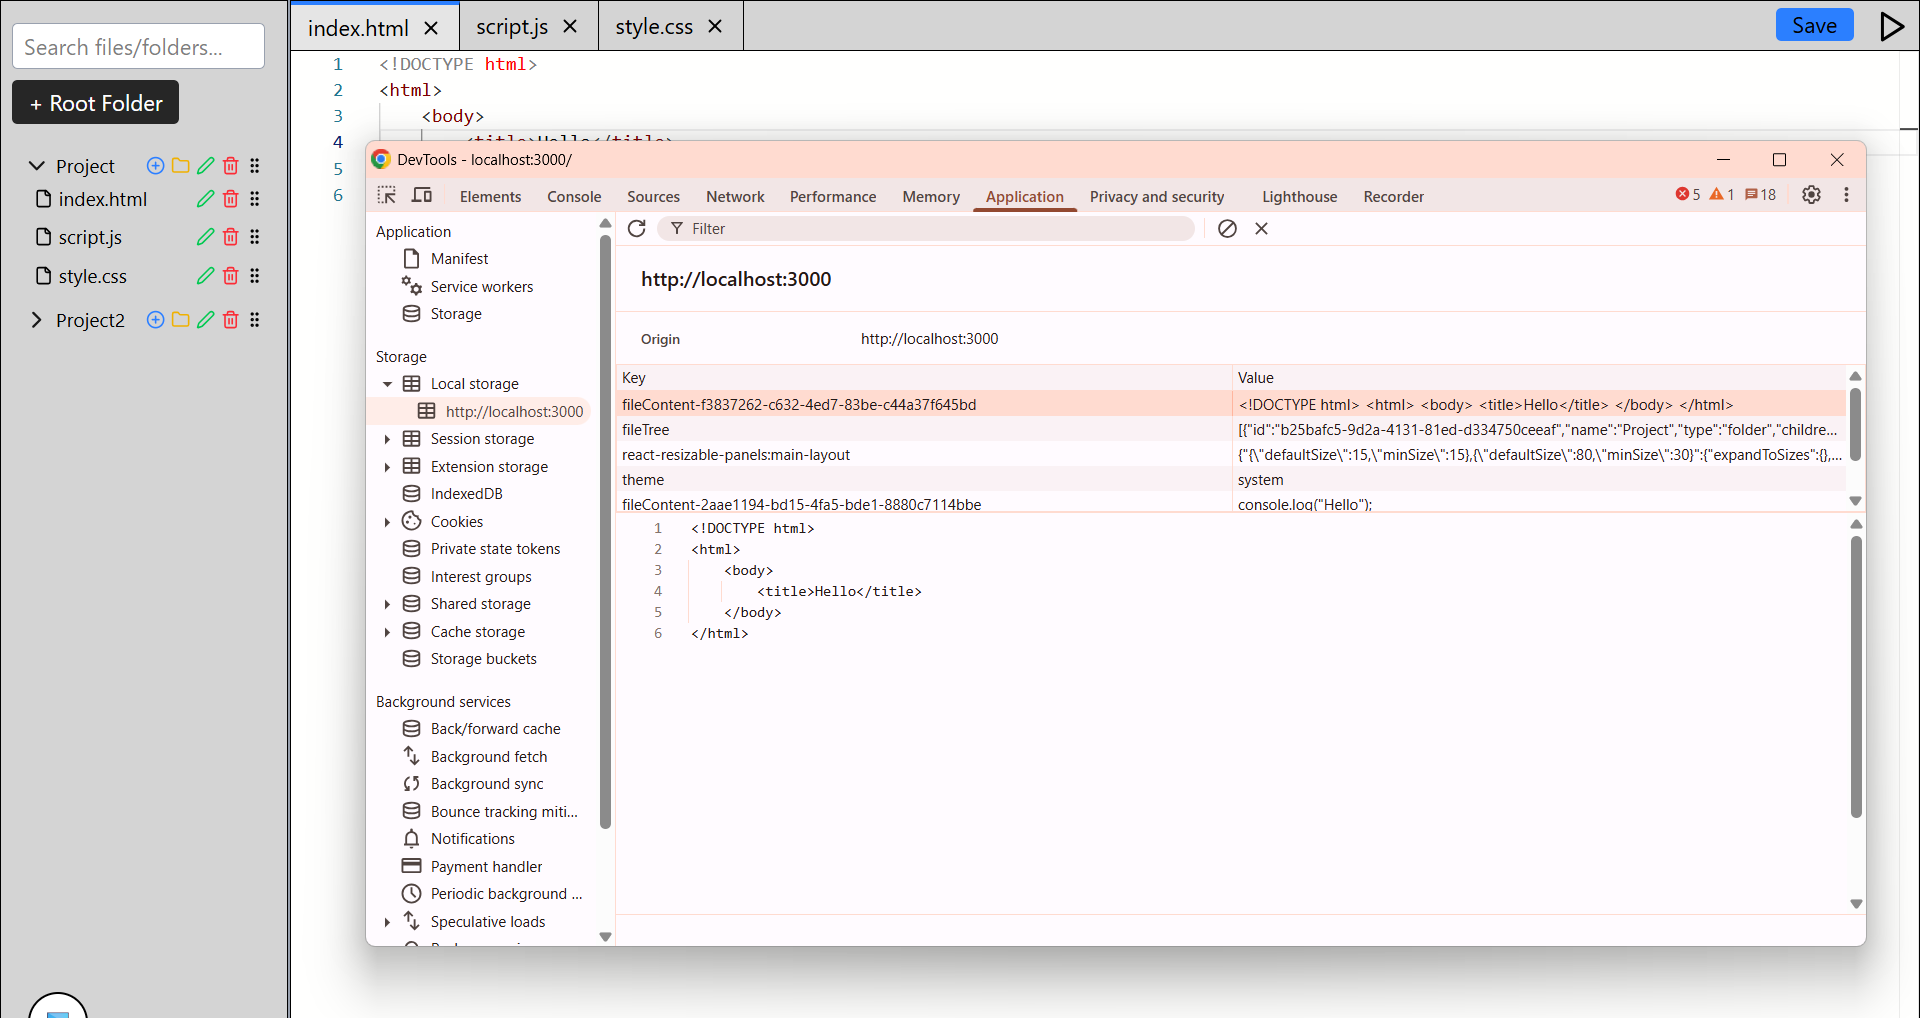 Search files/folders...
+ Root Folder
Project
index.html
script.js
style.css
Project2
index.html
script.js
style.css
Save
1 <!DOCTYPE html>
2 <html>
3 <body>
4 <title>Hello</title>
5
6
DevTools - localhost:3000/
Elements Console Sources Network Performance Memory Application Privacy and security Lighthouse Recorder 5 1 18
Application
Manifest
Service workers
Storage
Storage
Local storage
http://localhost:3000
Session storage
Extension storage
IndexedDB
Cookies
Private state tokens
Interest groups
Shared storage
Cache storage
Storage buckets
Background services
Back/forward cache
Background fetch
Background sync
Bounce tracking miti...
Notifications
Payment handler
Periodic background ...
Speculative loads
Filter
http://localhost:3000
Origin http://localhost:3000
Key Value
fileContent-f3837262-c632-4ed7-83be-c44a37f645bd <!DOCTYPE html> <html> <body> <title>Hello</title> </body> </html>
fileTree [{"id":"b25bafc5-9d2a-4131-81ed-d334750ceeaf","name":"Project","type":"folder","childre...
react-resizable-panels:main-layout {"{\"defaultSize\":15,\"minSize\":15},{\"defaultSize\":80,\"minSize\":30}":{"expandToSizes":{},...
theme system
fileContent-2aae1194-bd15-4fa5-bde1-8880c7114bbe console.log("Hello");
1 <!DOCTYPE html>
2 <html>
3 <body>
4 <title>Hello</title>
5 </body>
6 </html>